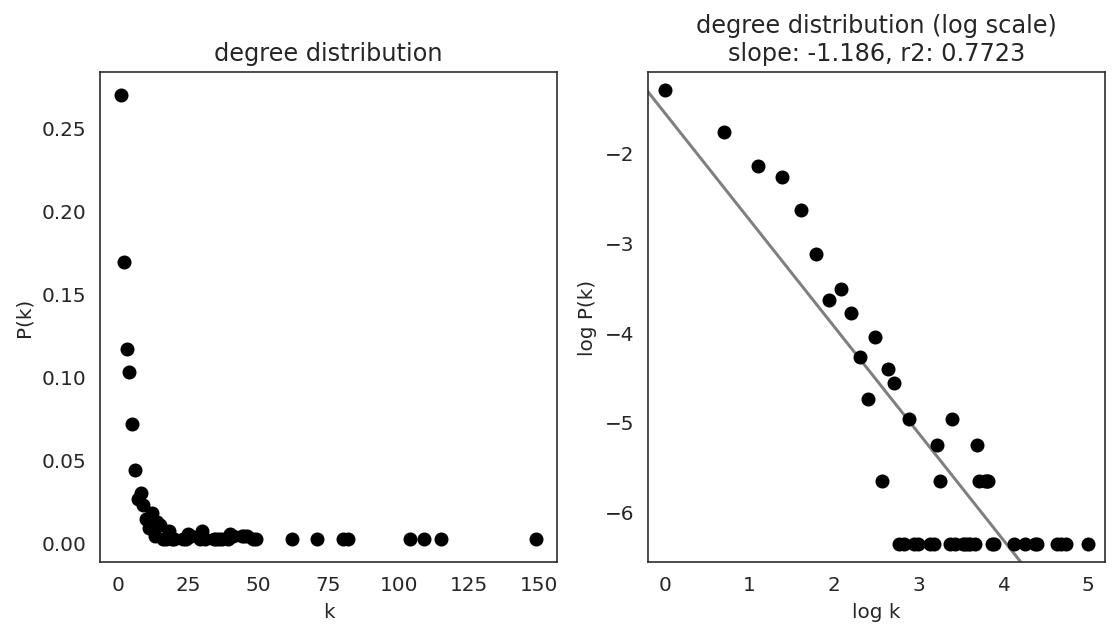 degree distribution
0.25
0.20
0.15
0.10
0.05
0.00
P(k)
0 25 50 75 100 125 150
k
degree distribution (log scale)
slope: -1.186, r2: 0.7723
−2
−3
−4
−5
−6
log P(k)
0 1 2 3 4 5
log k